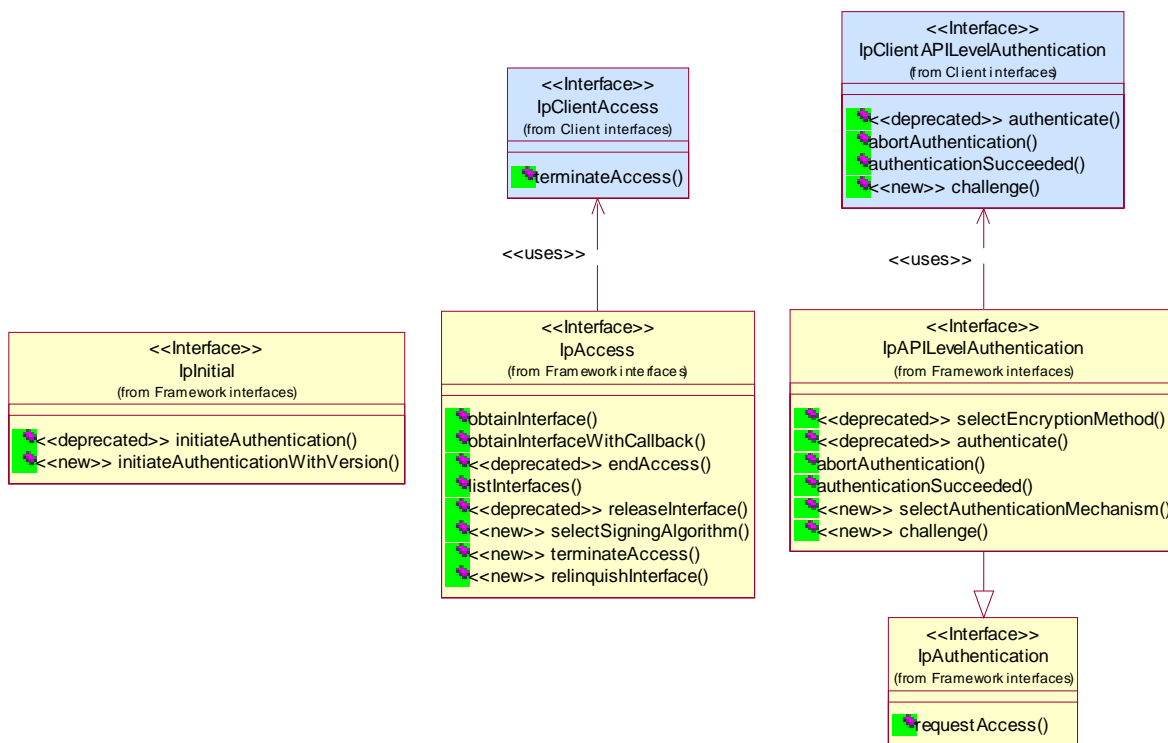 <<Interface>>
IpClientAPILevelAuthentication
(from Client interfaces)
<<deprecated>> authenticate()
abortAuthentication()
authenticationSucceeded()
<<new>> challenge()
<<Interface>>
IpClientAccess
(from Client interfaces)
terminateAccess()
<<uses>>
<<uses>>
<<Interface>>
IpInitial
(from Framework interfaces)
<<deprecated>> initiateAuthentication()
<<new>> initiateAuthenticationWithVersion()
<<Interface>>
IpAccess
(from Framework interfaces)
obtainInterface()
obtainInterfaceWithCallback()
<<deprecated>> endAccess()
listInterfaces()
<<deprecated>> releaseInterface()
<<new>> selectSigningAlgorithm()
<<new>> terminateAccess()
<<new>> relinquishInterface()
<<Interface>>
IpAPILevelAuthentication
(from Framework interfaces)
<<deprecated>> selectEncryptionMethod()
<<deprecated>> authenticate()
abortAuthentication()
authenticationSucceeded()
<<new>> selectAuthenticationMechanism()
<<new>> challenge()
<<Interface>>
IpAuthentication
(from Framework interfaces)
requestAccess()